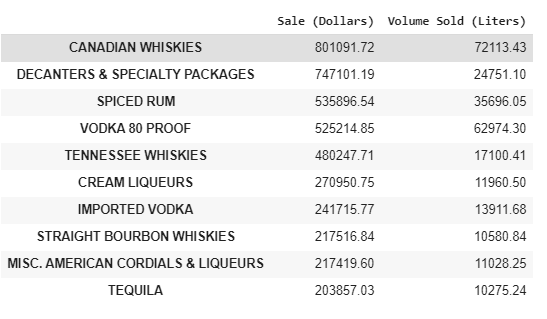 Sale (Dollars) Volume Sold (Liters)
CANADIAN WHISKIES 801091.72 72113.43
DECANTERS & SPECIALTY PACKAGES 747101.19 24751.10
SPICED RUM 535896.54 35696.05
VODKA 80 PROOF 525214.85 62974.30
TENNESSEE WHISKIES 480247.71 17100.41
CREAM LIQUEURS 270950.75 11960.50
IMPORTED VODKA 241715.77 13911.68
STRAIGHT BOURBON WHISKIES 217516.84 10580.84
MISC. AMERICAN CORDIALS & LIQUEURS 217419.60 11028.25
TEQUILA 203857.03 10275.24